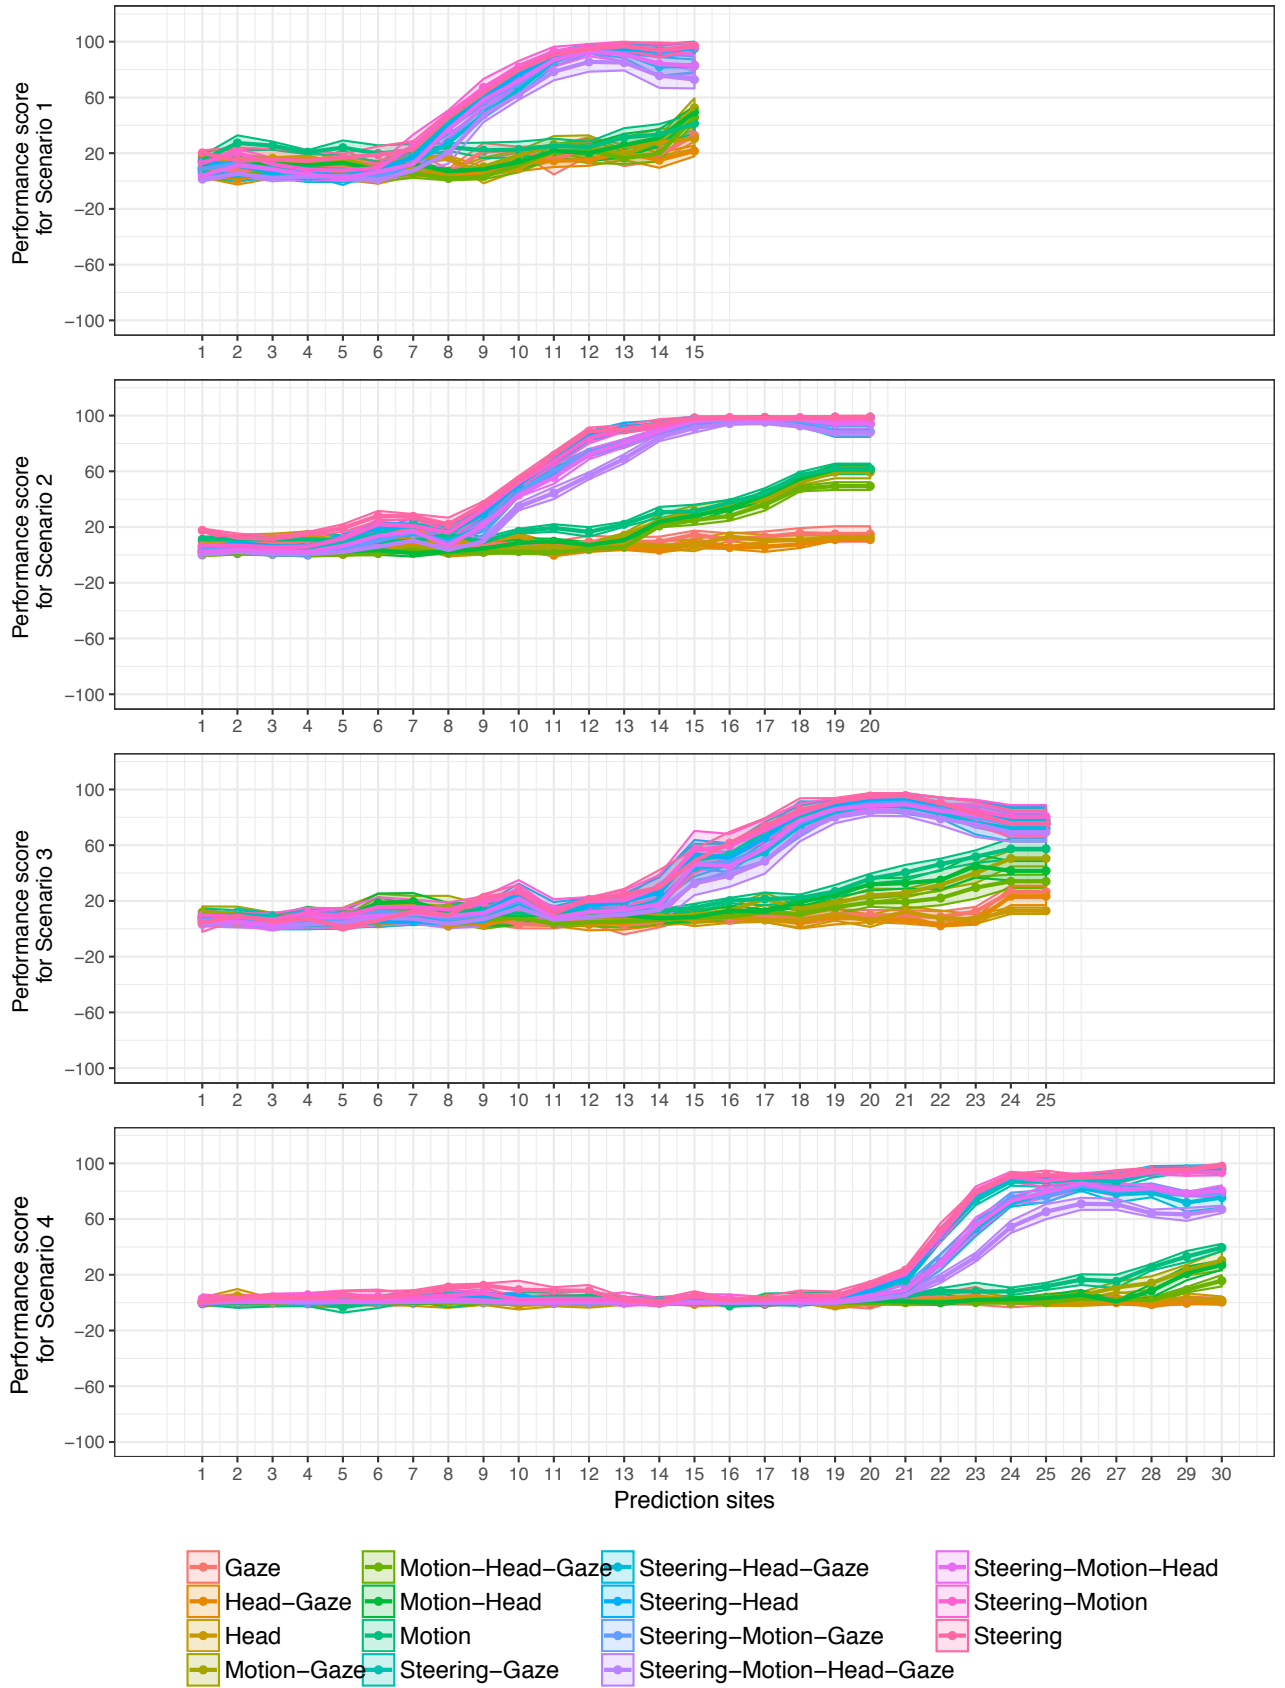 Performance score
for Scenario 1
100
60
20
−20
−60
−100
1 2 3 4 5 6 7 8 9 10 11 12 13 14 15
Performance score
for Scenario 2
100
60
20
−20
−60
−100
1 2 3 4 5 6 7 8 9 10 11 12 13 14 15 16 17 18 19 20
Performance score
for Scenario 3
100
60
20
−20
−60
−100
1 2 3 4 5 6 7 8 9 10 11 12 13 14 15 16 17 18 19 20 21 22 23 24 25
Performance score
for Scenario 4
100
60
20
−20
−60
−100
1 2 3 4 5 6 7 8 9 10 11 12 13 14 15 16 17 18 19 20 21 22 23 24 25 26 27 28 29 30
Prediction sites
Gaze Motion−Head−Gaze Steering−Head−Gaze Steering−Motion−Head
Head−Gaze Motion−Head Steering−Head Steering−Motion
Head Motion Steering−Motion−Gaze Steering
Motion−Gaze Steering−Gaze Steering−Motion−Head−Gaze